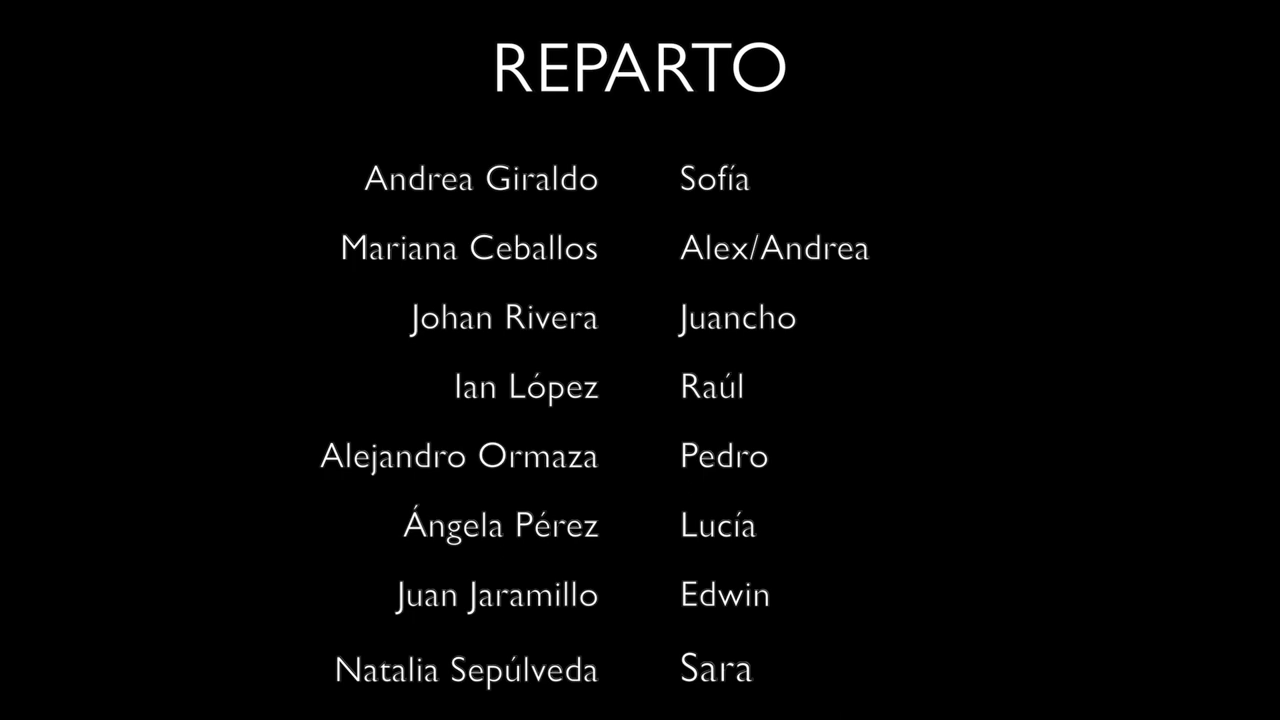 REPARTO
Andrea Giraldo Sofía
Mariana Ceballos Alex/Andrea
Johan Rivera Juancho
Ian López Raúl
Alejandro Ormaza Pedro
Ángela Pérez Lucía
Juan Jaramillo Edwin
Natalia Sepúlveda Sara